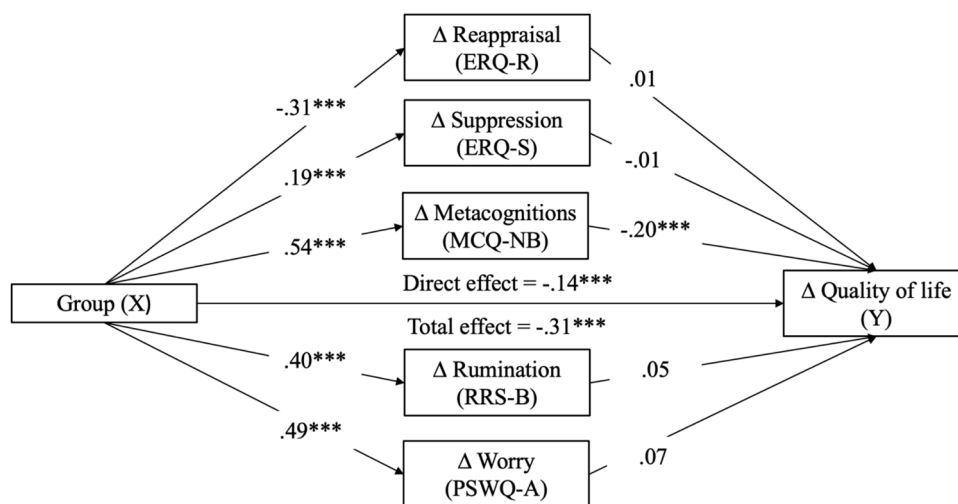 Δ Reappraisal
(ERQ-R)
-.31***
.01
Δ Suppression
(ERQ-S)
.19***
-.01
Δ Metacognitions
(MCQ-NB)
.54***
-.20***
Direct effect = -.14***
Group (X)
Δ Quality of life
(Y)
Total effect = -.31***
.40***
Δ Rumination
(RRS-B)
.05
.49***
Δ Worry
(PSWQ-A)
.07